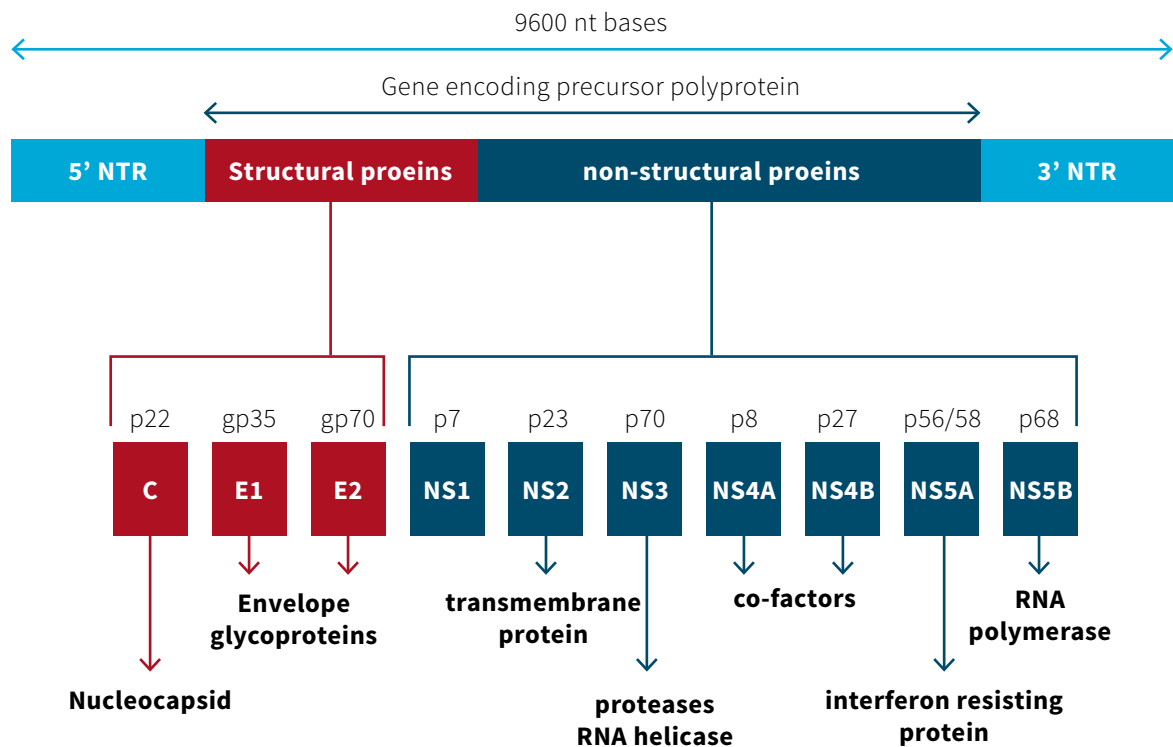 9600 nt bases
Gene encoding precursor polyprotein
5’ NTR
Structural proeins
non-structural proeins
3’ NTR
p22
gp35
gp70
p7
p23
p70
p8
p27
p56/58
p68
C
E1
E2
NS1
NS2
NS3
NS4A
NS4B
NS5A
NS5B
Envelope
glycoproteins
transmembrane
protein
co-factors
RNA
polymerase
Nucleocapsid
proteases
RNA helicase
interferon resisting
protein